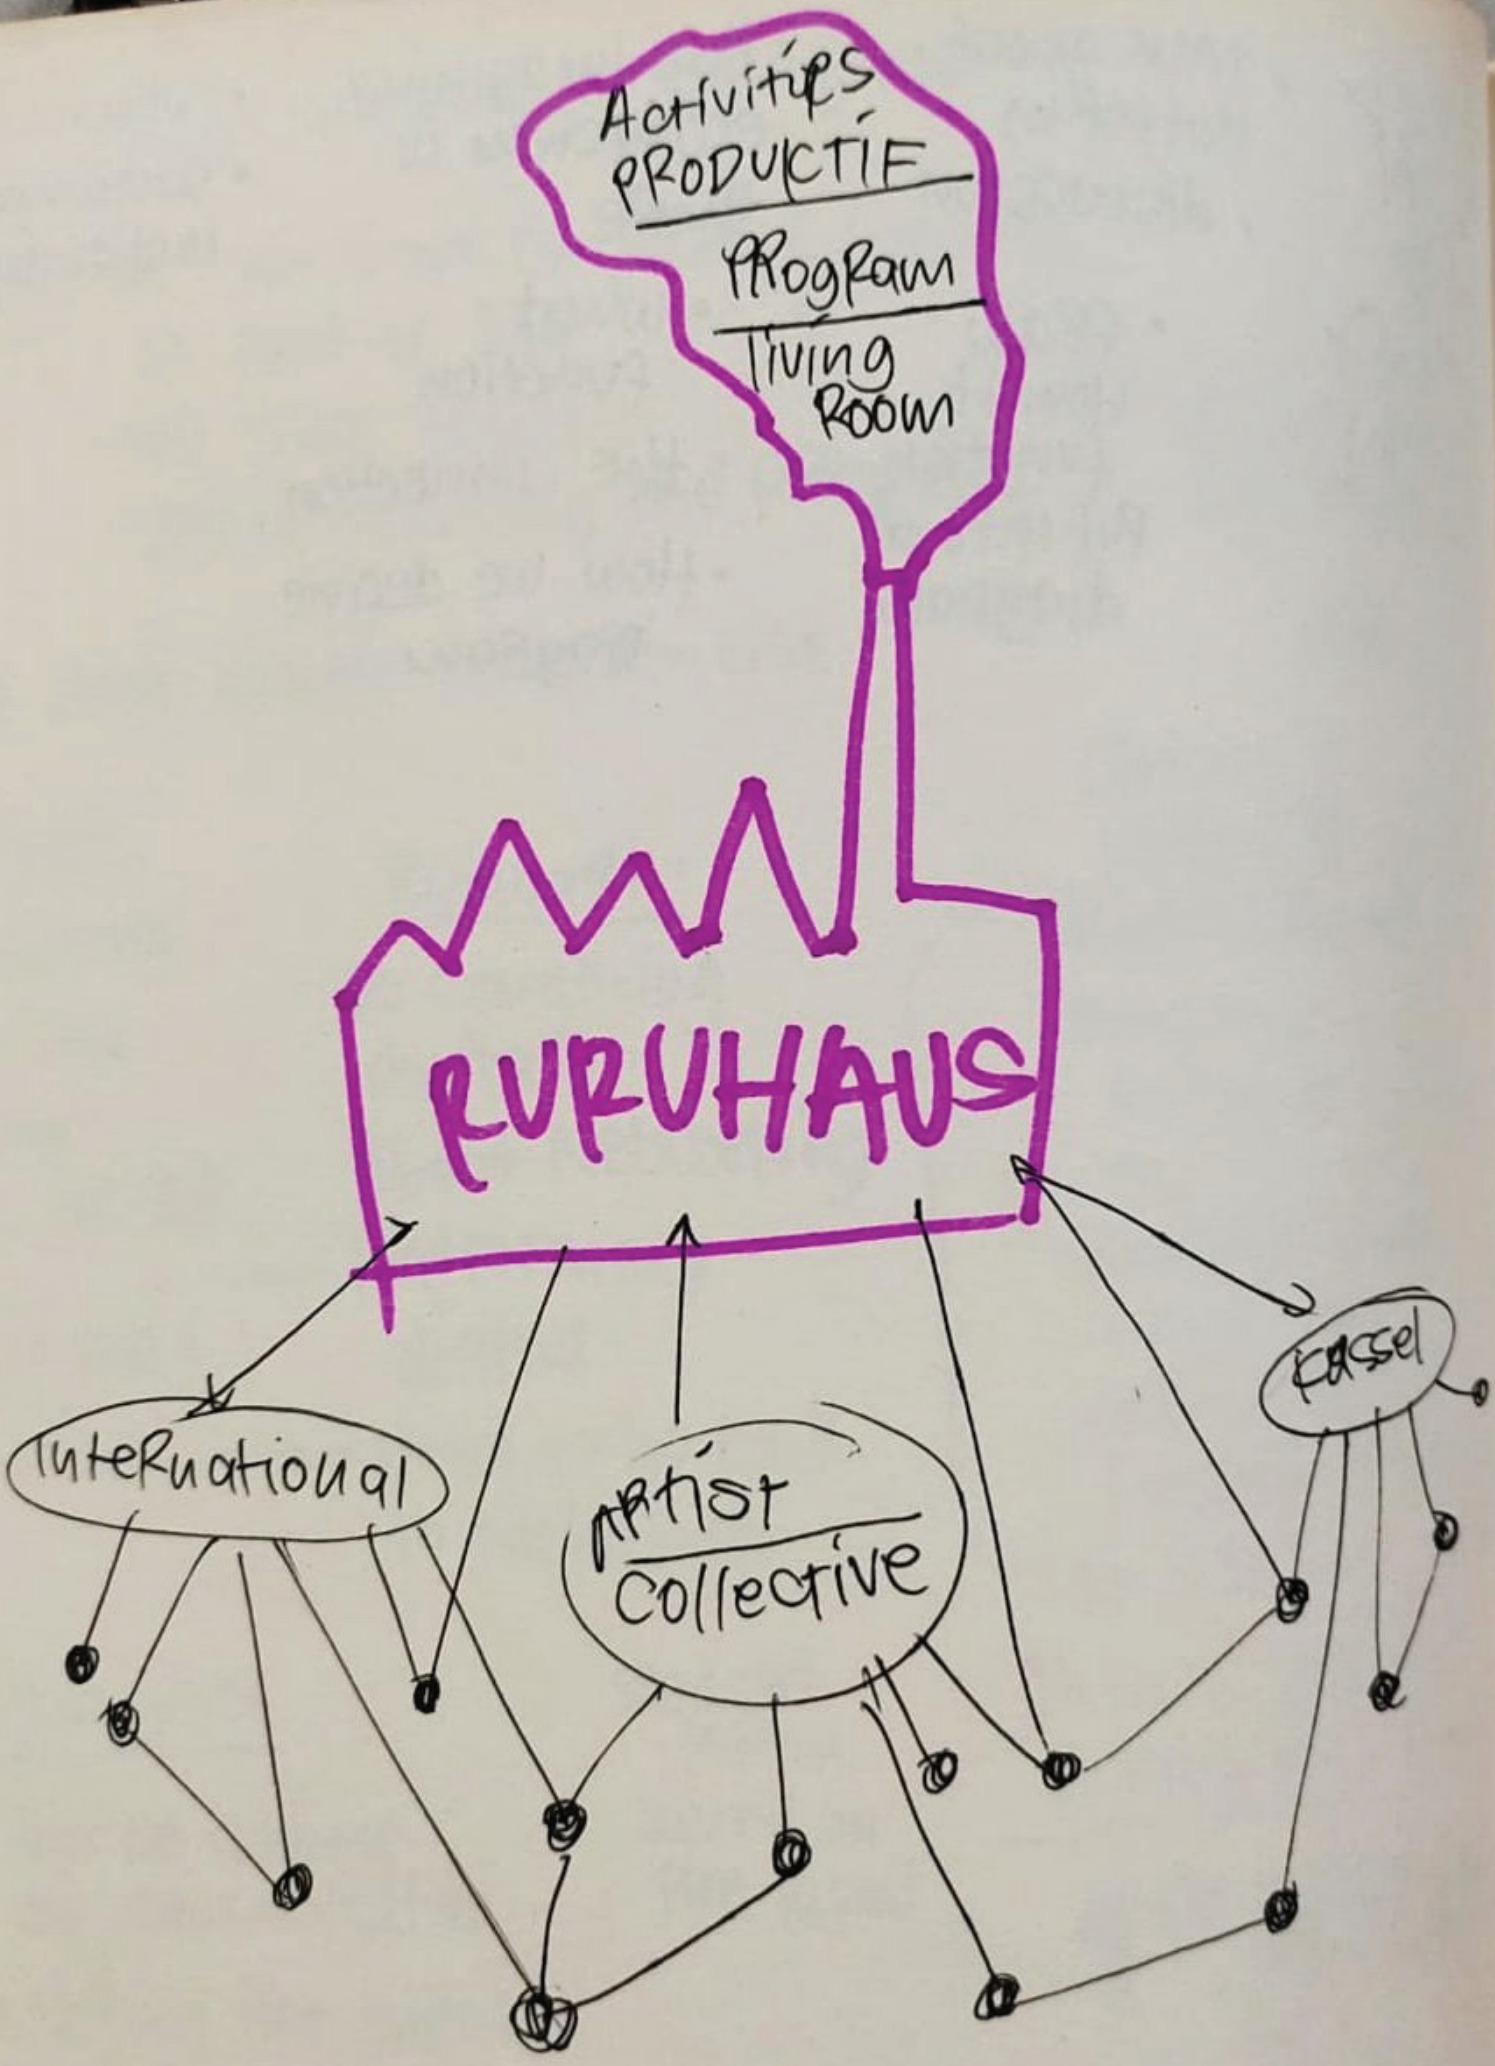 Activities
PRODUCTIF
PROGRam
Living
ROOM
RURUHAUS
International
ARTist
Collective
Kassel